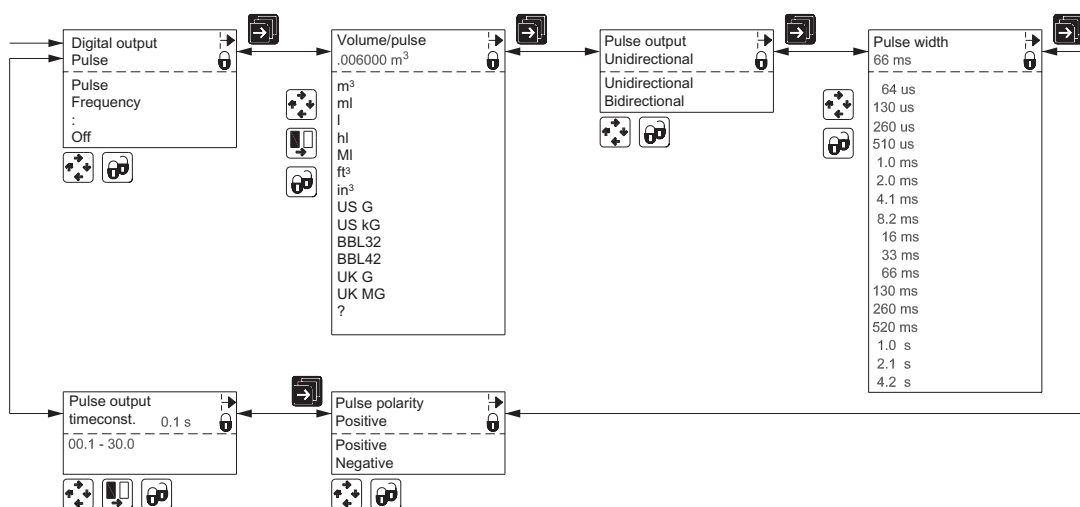 Digital output
Pulse
Pulse
Frequency
:
Off
Volume/pulse
.006000 m³
m³
ml
l
hl
Ml
ft³
in³
US G
US kG
BBL32
BBL42
UK G
UK MG
?
Pulse output
Unidirectional
Unidirectional
Bidirectional
Pulse width
66 ms
64 us
130 us
260 us
510 us
1.0 ms
2.0 ms
4.1 ms
8.2 ms
16 ms
33 ms
66 ms
130 ms
260 ms
520 ms
1.0 s
2.1 s
4.2 s
Pulse output
timeconst. 0.1 s
00.1 - 30.0
Pulse polarity
Positive
Positive
Negative